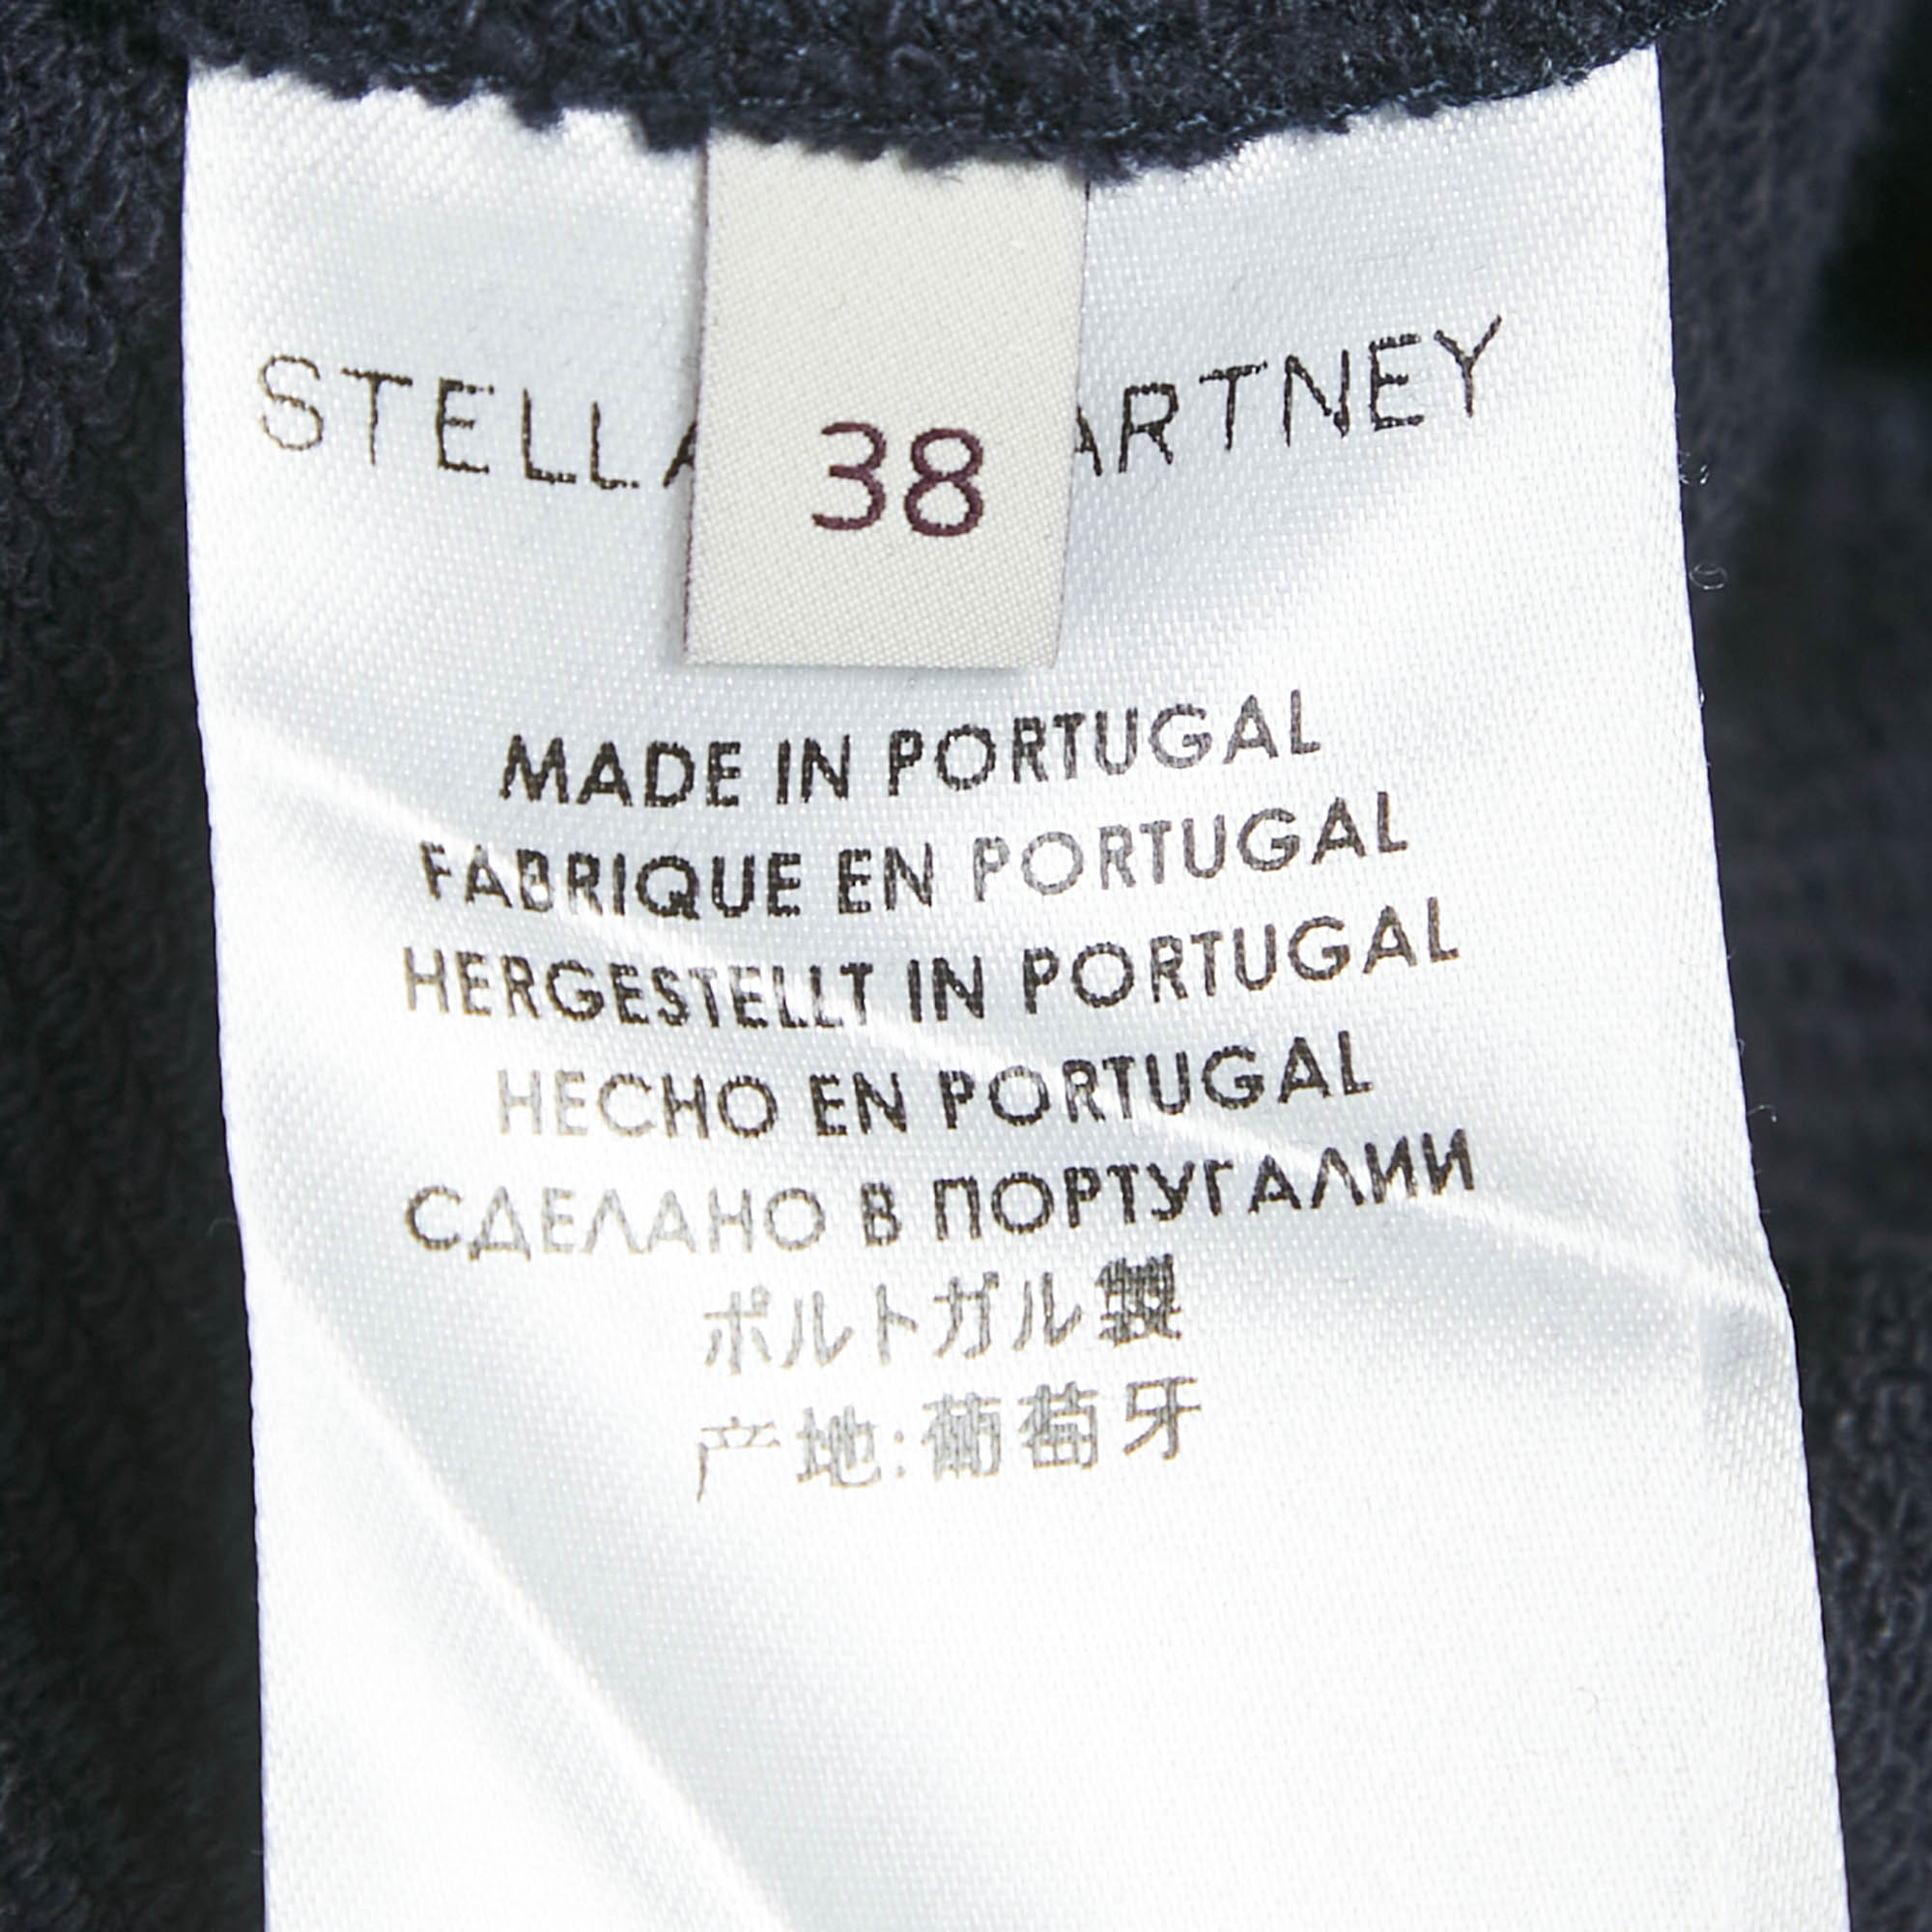 STELLA ARTNEY
38
MADE IN PORTUGAL
FABRIQUE EN PORTUGAL
HERGESTELLT IN PORTUGAL
HECHO EN PORTUGAL
СДЕЛАНО В ПОРТУГАЛИИ
ポルトガル製
产地:葡萄牙